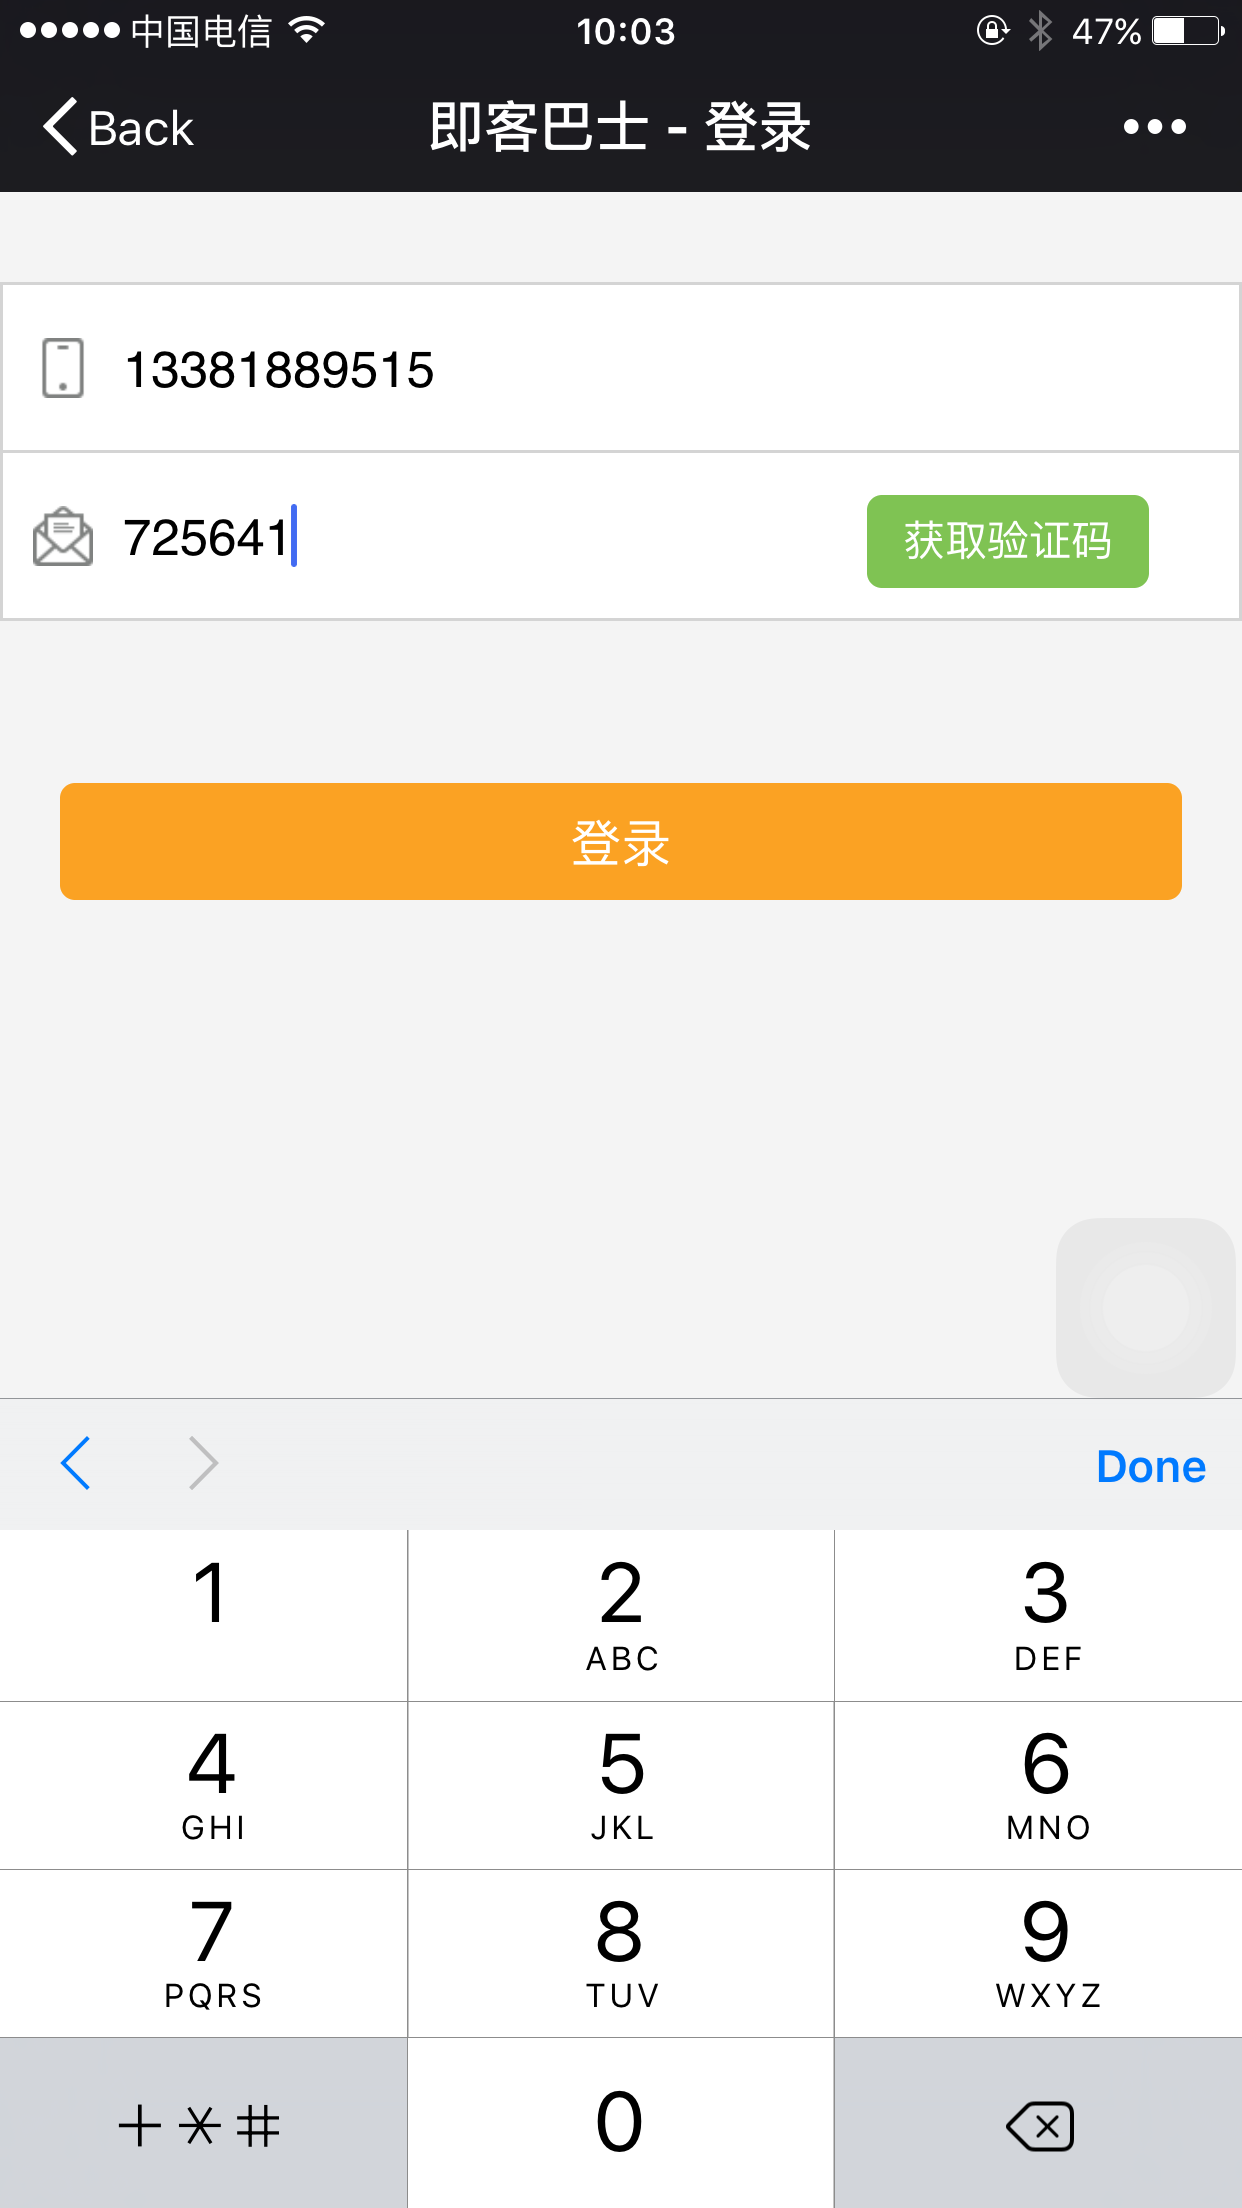 中国电信 10:03 47%
Back 即客巴士 - 登录
13381889515
725641 获取验证码
登录
Done
1 2 3
ABC DEF
4 5 6
GHI JKL MNO
7 8 9
PQRS TUV WXYZ
+*# 0